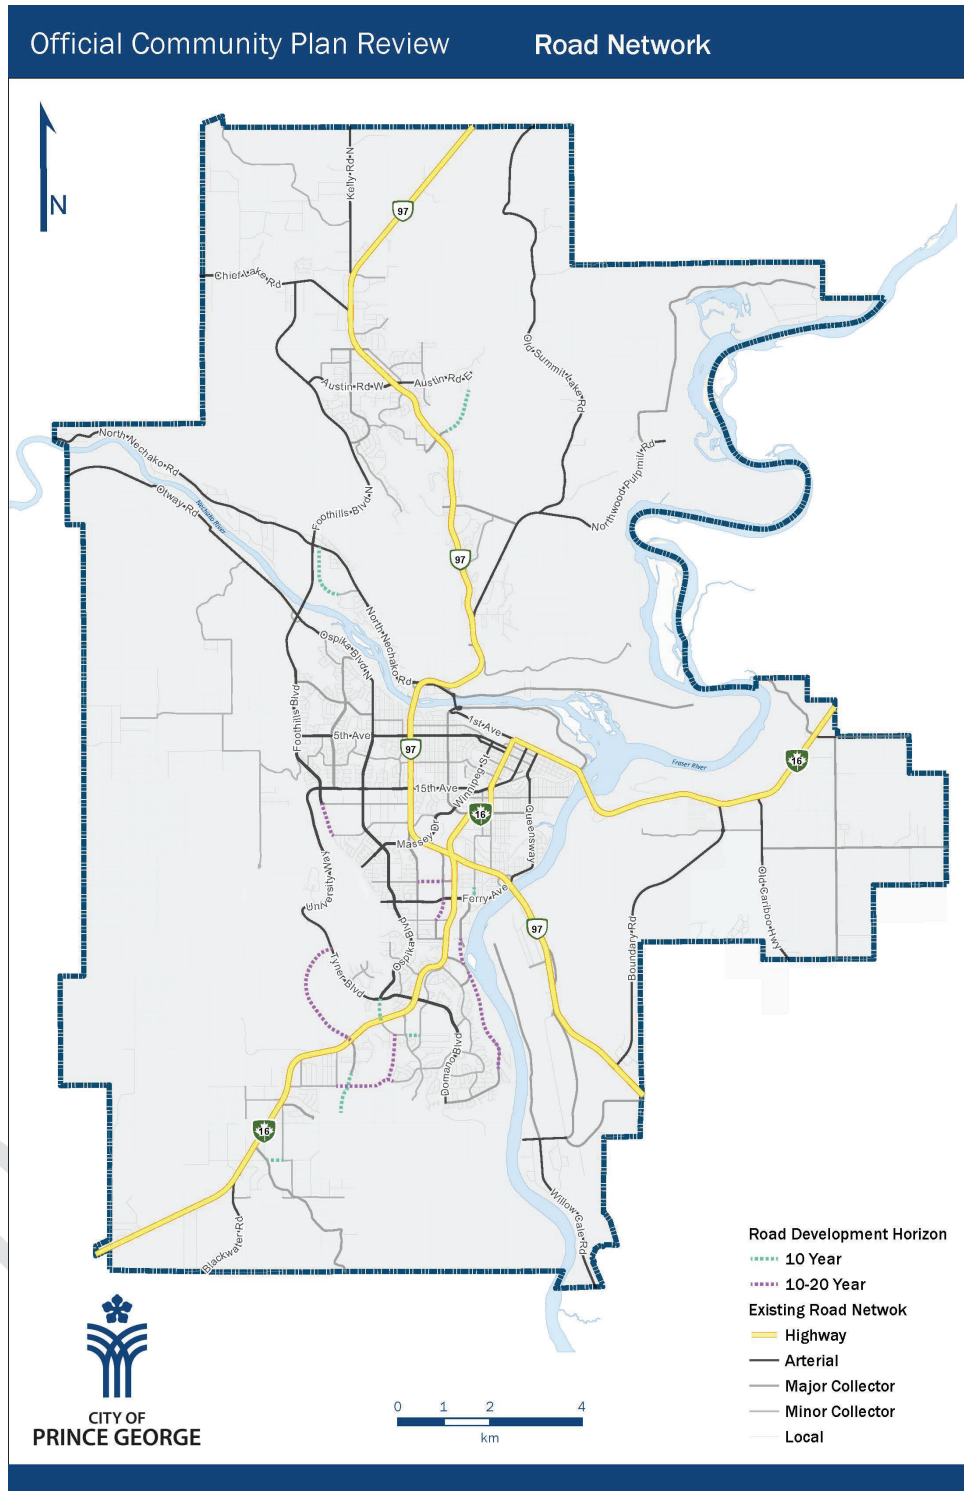 Official Community Plan Review
Road Network
N
Kelly Rd N
97
Chief Lake Rd
Old Summit Lake Rd
Austin Rd W
Austin Rd E
North Nechako Rd
Otway Rd
Nechako River
Foothills Blvd N
Northwood Pulpmill Rd
97
North Nechako Rd
Ospika Blvd N
Foothills Blvd
5th Ave
1st Ave
97
16
Fraser River
15th Ave
Winnipeg St
16
Queensway
Massey Dr
University Way
Ferry Ave
Old Cariboo Hwy
Ospika Blvd
97
Boundary Rd
Tyner Blvd
Domano Blvd
16
Willow Cale Rd
Blackwater Rd
Road Development Horizon
10 Year
10-20 Year
Existing Road Netwok
Highway
Arterial
Major Collector
Minor Collector
Local
CITY OF
PRINCE GEORGE
0 1 2 4
km